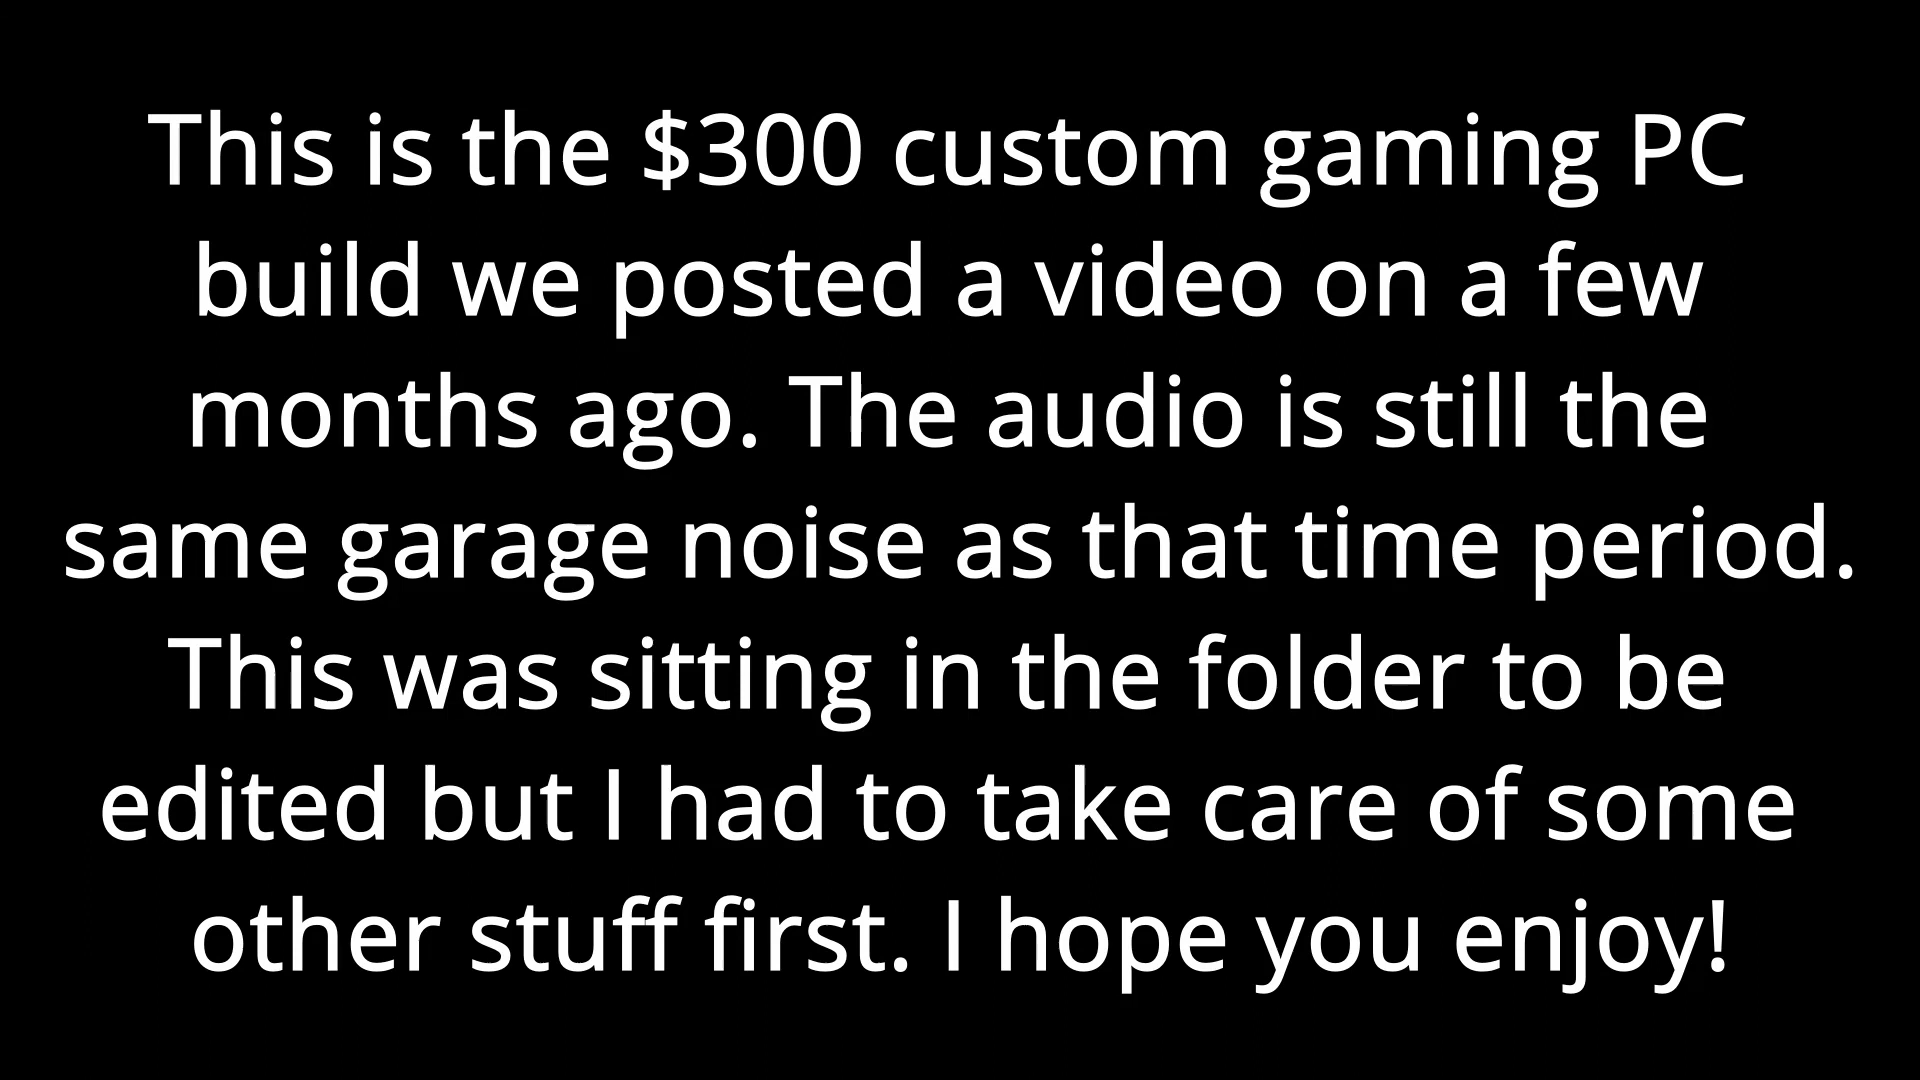 This is the $300 custom gaming PC
build we posted a video on a few
months ago. The audio is still the
same garage noise as that time period.
This was sitting in the folder to be
edited but I had to take care of some
other stuff first. I hope you enjoy!